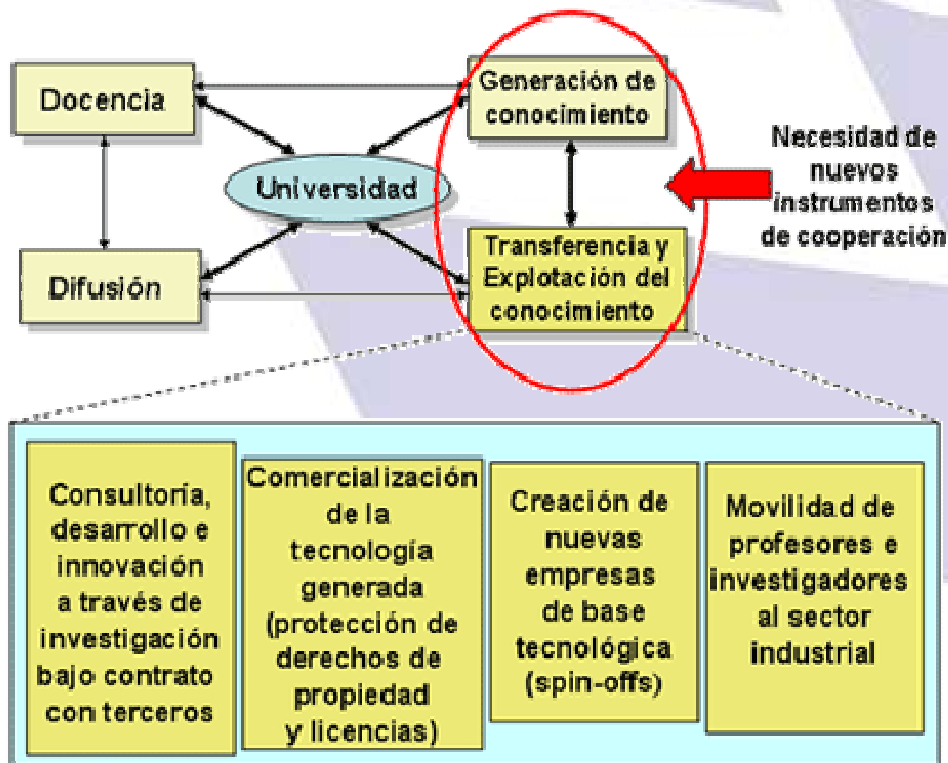 Docencia
Generación de
conocimiento
Necesidad de
nuevos
instrumentos
de cooperación
Universidad
Difusión
Transferencia y
Explotación del
conocimiento
Consultoría,
desarrollo e
innovación
a través de
investigación
bajo contrato
con terceros
Comercialización
de la
tecnología
generada
(protección de
derechos de
propiedad
y licencias)
Creación de
nuevas
empresas
de base
tecnológica
(spin-offs)
Movilidad de
profesores e
investigadores
al sector
industrial